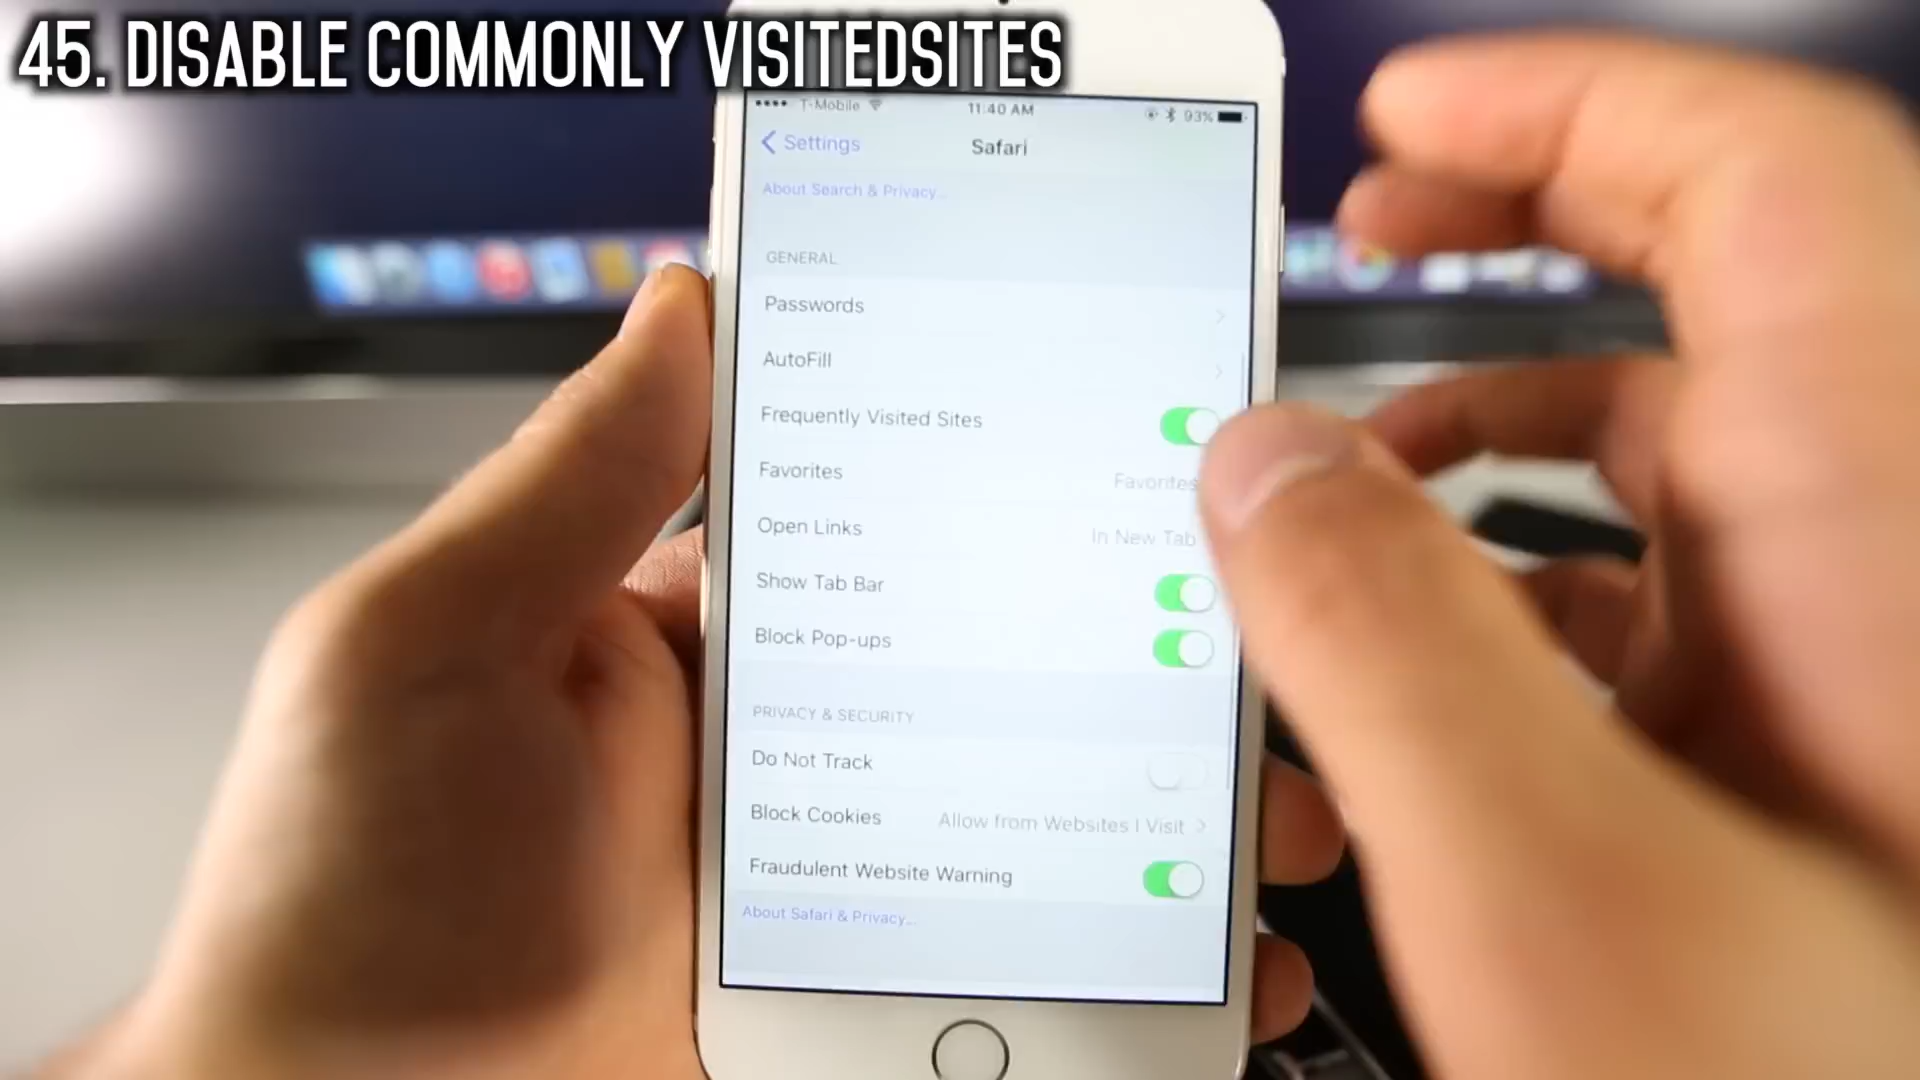 45. DISABLE COMMONLY VISITEDSITES
T-Mobile 11:40 AM 93%
Settings Safari
About Search & Privacy...
GENERAL
Passwords
AutoFill
Frequently Visited Sites
Favorites Favorites
Open Links In New Tab
Show Tab Bar
Block Pop-ups
PRIVACY & SECURITY
Do Not Track
Block Cookies Allow from Websites I Visit
Fraudulent Website Warning
About Safari & Privacy...